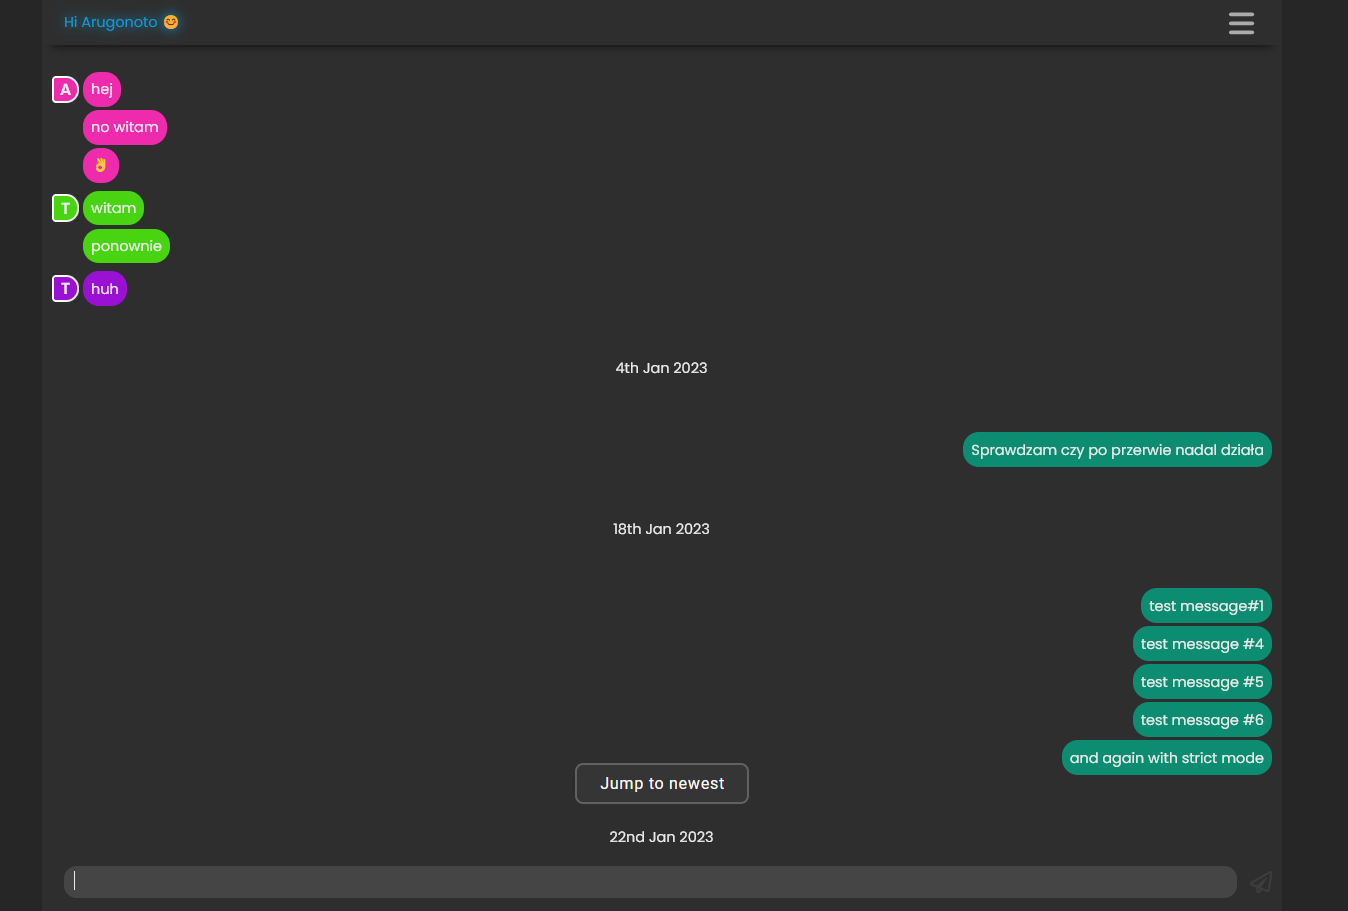 Hi Arugonoto 😊
A hej
no witam
👌
T witam
ponownie
T huh
4th Jan 2023
Sprawdzam czy po przerwie nadal działa
18th Jan 2023
test message#1
test message #4
test message #5
test message #6
and again with strict mode
Jump to newest
22nd Jan 2023